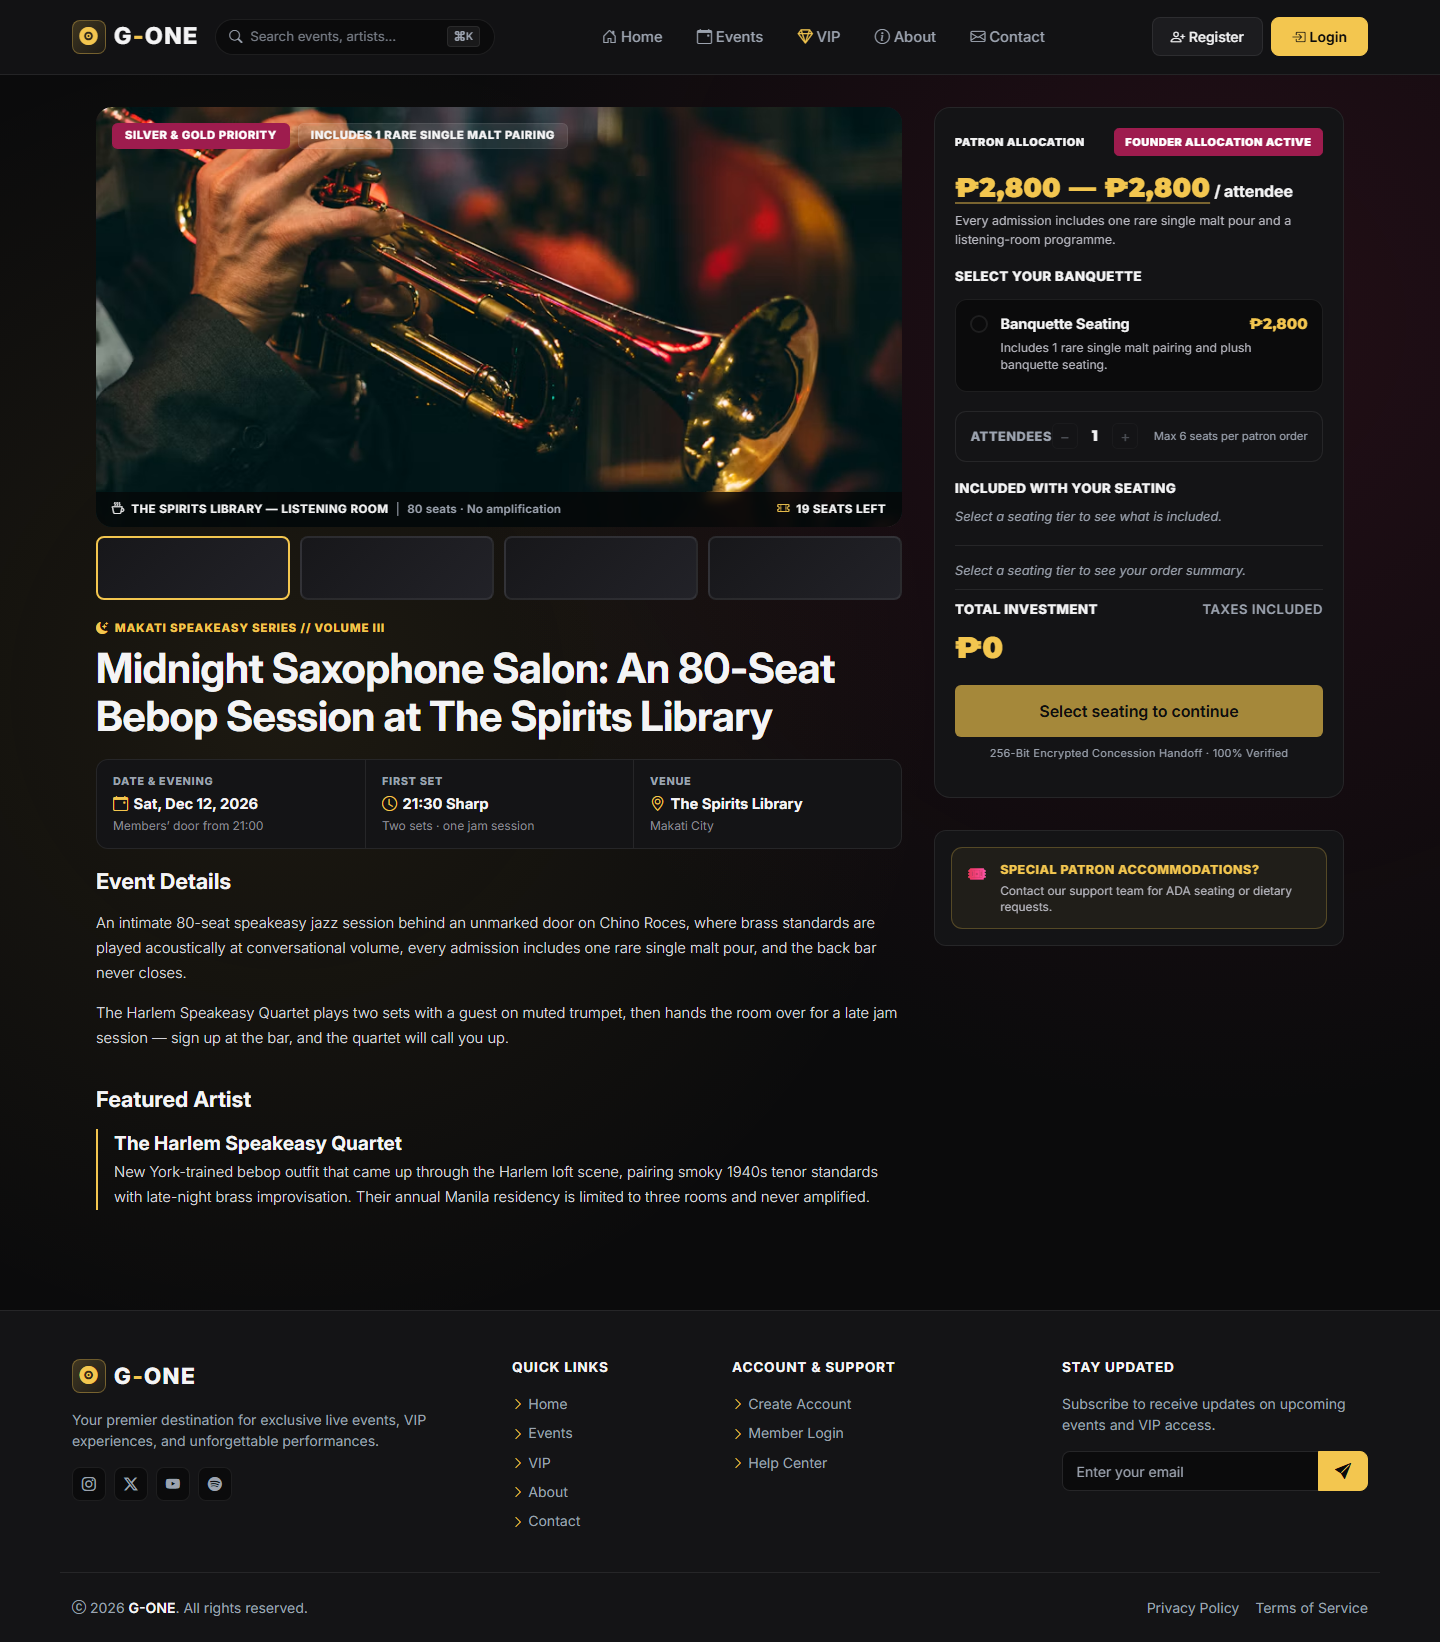 G-ONE
Search events, artists...
⌘K
Home
Events
VIP
About
Contact
Register
Login
SILVER & GOLD PRIORITY
INCLUDES 1 RARE SINGLE MALT PAIRING
THE SPIRITS LIBRARY — LISTENING ROOM | 80 seats · No amplification
19 SEATS LEFT
MAKATI SPEAKEASY SERIES // VOLUME III
Midnight Saxophone Salon: An 80-Seat
Bebop Session at The Spirits Library
DATE & EVENING
Sat, Dec 12, 2026
Members' door from 21:00
FIRST SET
21:30 Sharp
Two sets · one jam session
VENUE
The Spirits Library
Makati City
Event Details
An intimate 80-seat speakeasy jazz session behind an unmarked door on Chino Roces, where brass standards are
played acoustically at conversational volume, every admission includes one rare single malt pour, and the back bar
never closes.
The Harlem Speakeasy Quartet plays two sets with a guest on muted trumpet, then hands the room over for a late jam
session — sign up at the bar, and the quartet will call you up.
Featured Artist
The Harlem Speakeasy Quartet
New York-trained bebop outfit that came up through the Harlem loft scene, pairing smoky 1940s tenor standards
with late-night brass improvisation. Their annual Manila residency is limited to three rooms and never amplified.
PATRON ALLOCATION
FOUNDER ALLOCATION ACTIVE
₱2,800 — ₱2,800 / attendee
Every admission includes one rare single malt pour and a
listening-room programme.
SELECT YOUR BANQUETTE
Banquette Seating
₱2,800
Includes 1 rare single malt pairing and plush
banquette seating.
ATTENDEES − 1 +
Max 6 seats per patron order
INCLUDED WITH YOUR SEATING
Select a seating tier to see what is included.
Select a seating tier to see your order summary.
TOTAL INVESTMENT
TAXES INCLUDED
₱0
Select seating to continue
256-Bit Encrypted Concession Handoff · 100% Verified
SPECIAL PATRON ACCOMMODATIONS?
Contact our support team for ADA seating or dietary
requests.
G-ONE
Your premier destination for exclusive live events, VIP
experiences, and unforgettable performances.
QUICK LINKS
Home
Events
VIP
About
Contact
ACCOUNT & SUPPORT
Create Account
Member Login
Help Center
STAY UPDATED
Subscribe to receive updates on upcoming
events and VIP access.
Enter your email
© 2026 G-ONE. All rights reserved.
Privacy Policy
Terms of Service